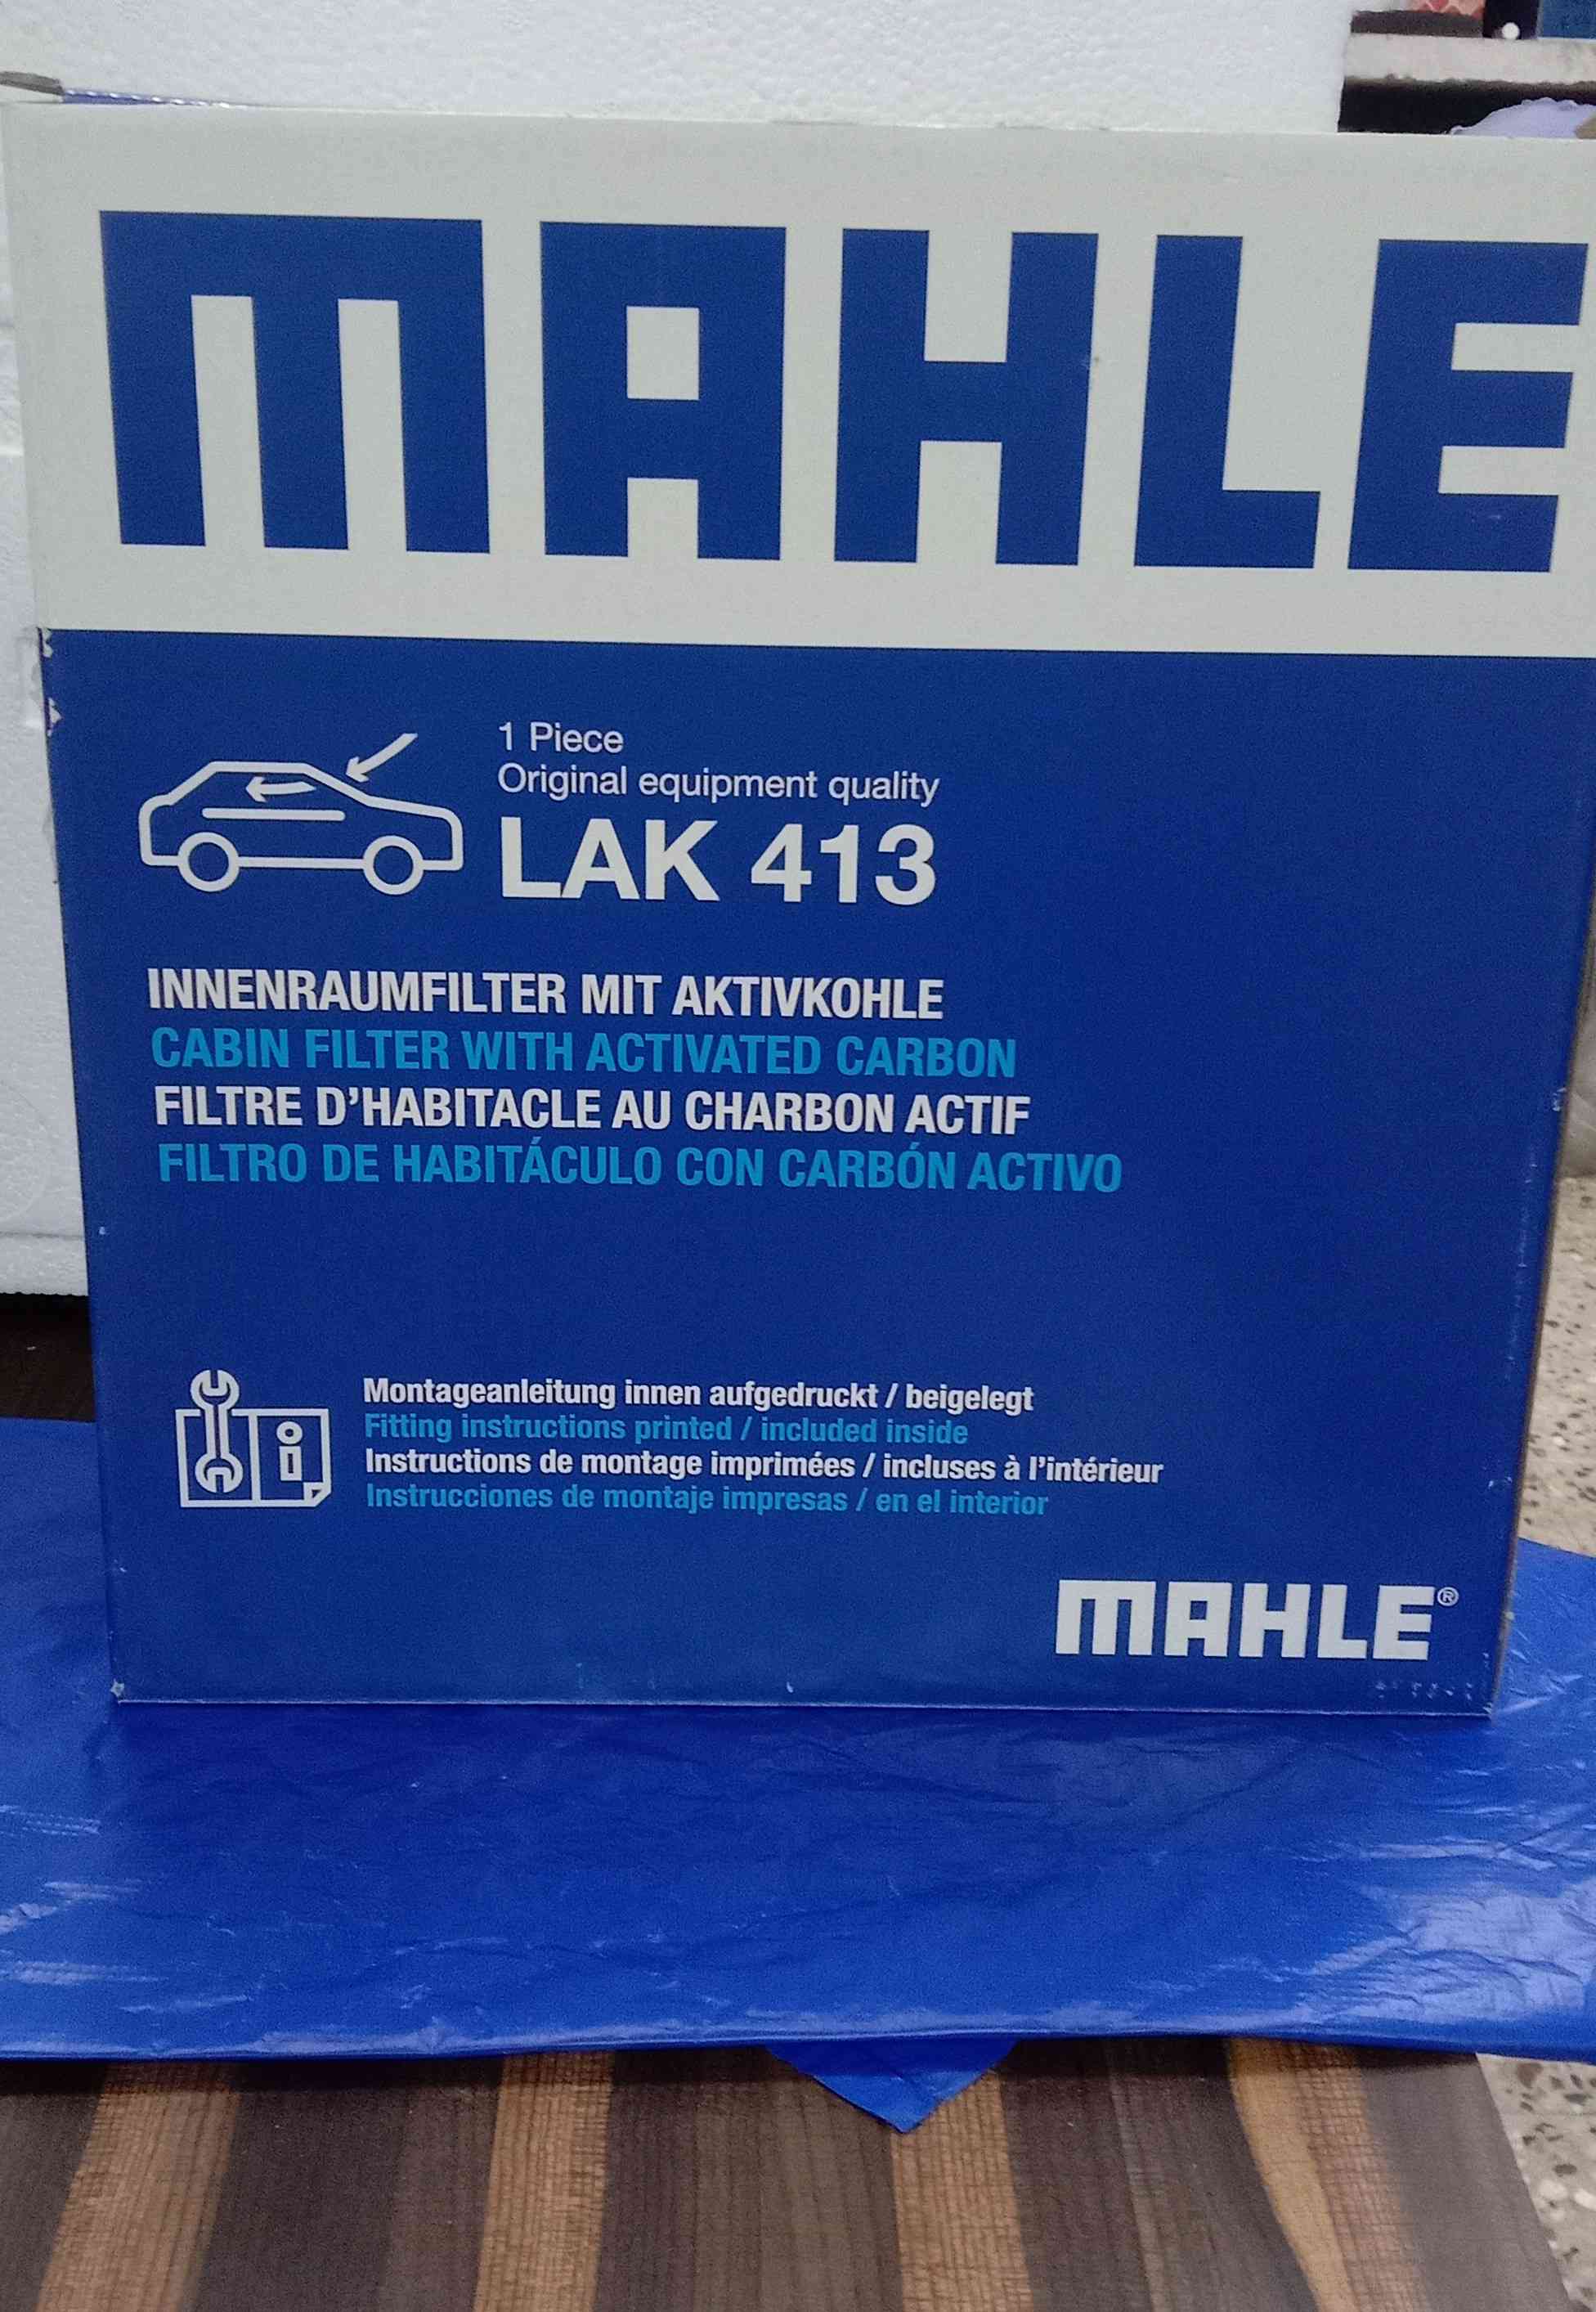 MAHLE
1 Piece
Original equipment quality
LAK 413
INNENRAUMFILTER MIT AKTIVKOHLE
CABIN FILTER WITH ACTIVATED CARBON
FILTRE D'HABITACLE AU CHARBON ACTIF
FILTRO DE HABITÁCULO CON CARBÓN ACTIVO
i
Montageanleitung innen aufgedruckt / beigelegt
Fitting instructions printed / included inside
Instructions de montage imprimées / incluses à l'intérieur
Instrucciones de montaje impresas / en el interior
MAHLE®